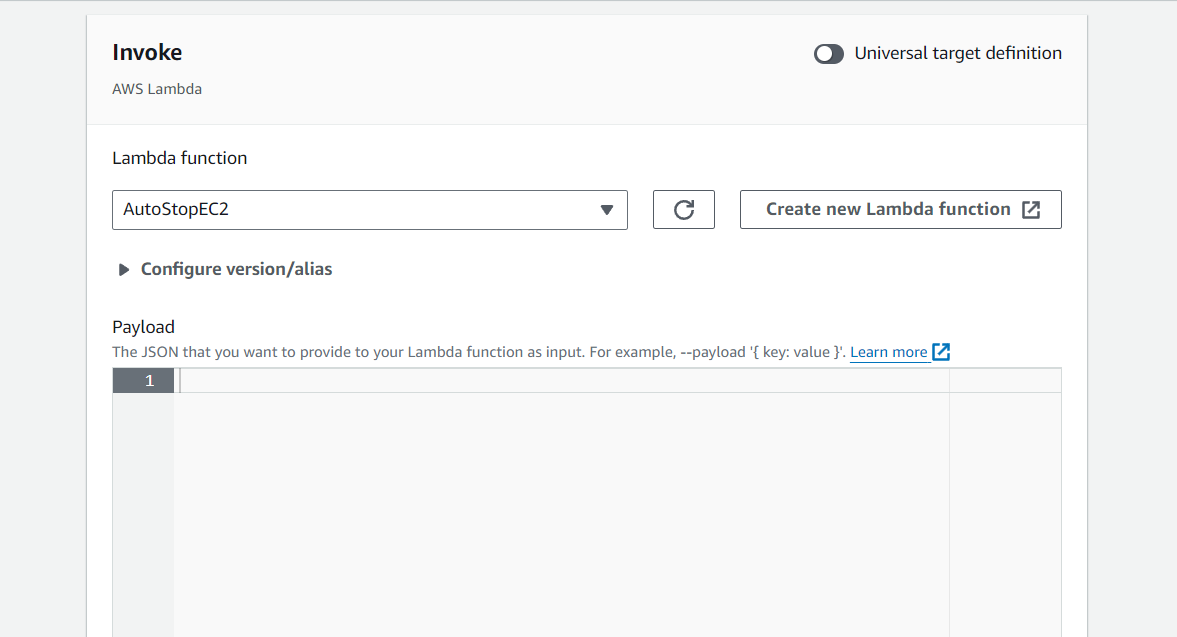 Invoke
Universal target definition
AWS Lambda
Lambda function
AutoStopEC2
Create new Lambda function
Configure version/alias
Payload
The JSON that you want to provide to your Lambda function as input. For example, --payload '{ key: value }'. Learn more
1